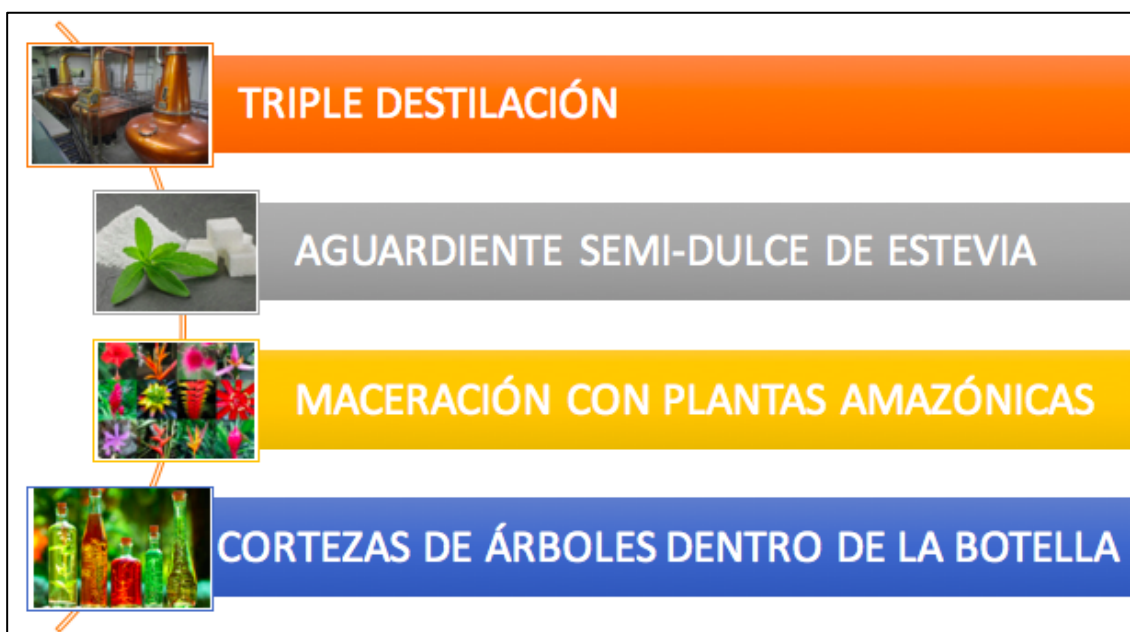 TRIPLE DESTILACIÓN
AGUARDIENTE SEMI-DULCE DE ESTEVIA
MACERACIÓN CON PLANTAS AMAZÓNICAS
CORTEZAS DE ÁRBOLES DENTRO DE LA BOTELLA